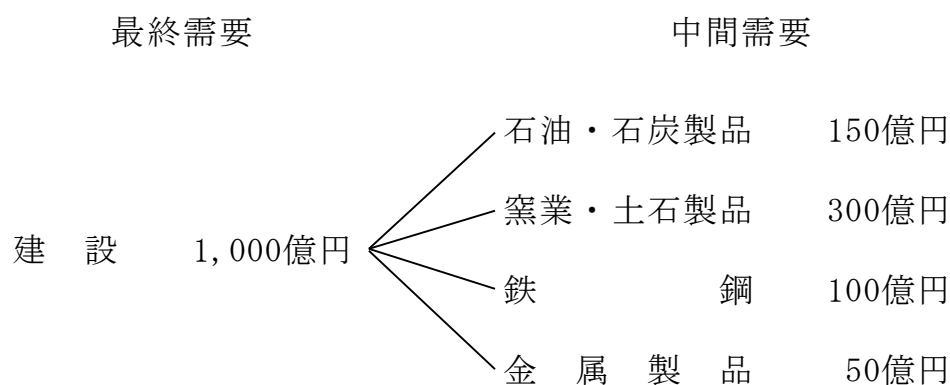 最終需要 中間需要
石油・石炭製品 150億円
窯業・土石製品 300億円
建設 1,000億円
鉄鋼 100億円
金属製品 50億円